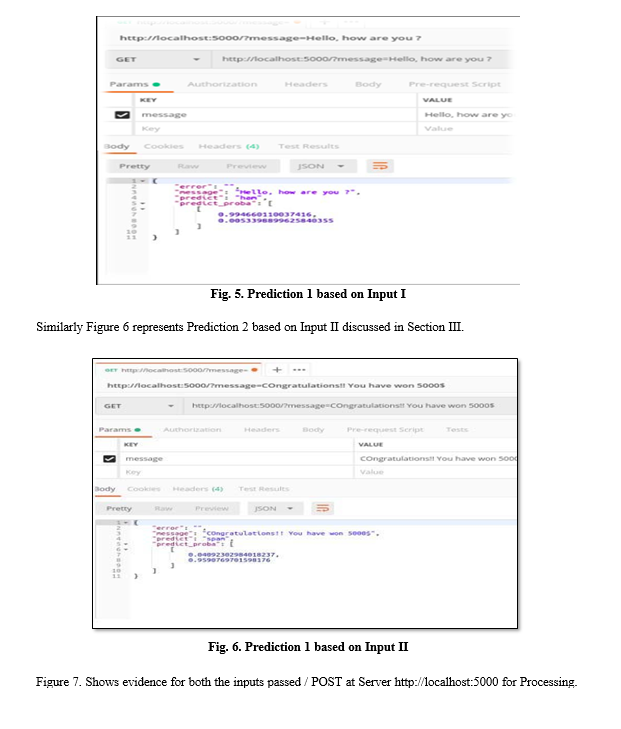 http://localhost:5000/?message=Hello, how are you ?
GET http://localhost:5000/?message=Hello, how are you ?
Params Authorization Headers Body Pre-request Script
KEY VALUE
message Hello, how are yo
Key Value
Body Cookies Headers (4) Test Results
Pretty Raw Preview JSON
1 {
2 "error": "",
3 "message": "Hello, how are you ?",
4 "predict": "ham",
5 "predict_proba": [
6 [
7 0.994660110037416,
8 0.0053398899625840355
9 ]
10 ]
11 }
Fig. 5. Prediction 1 based on Input I
Similarly Figure 6 represents Prediction 2 based on Input II discussed in Section III.
GET http://localhost:5000/?message= + •••
http://localhost:5000/?message=COngratulations!! You have won 5000$
GET http://localhost:5000/?message=COngratulations!! You have won 5000$
Params Authorization Headers Body Pre-request Script Tests
KEY VALUE
message COngratulations!! You have won 5000
Key Value
Body Cookies Headers (4) Test Results
Pretty Raw Preview JSON
1 {
2 "error": "",
3 "message": "COngratulations!! You have won 5000$",
4 "predict": "spam",
5 "predict_proba": [
6 [
7 0.04092302984018237,
8 0.9590769701598176
9 ]
10 ]
11 }
Fig. 6. Prediction 1 based on Input II
Figure 7. Shows evidence for both the inputs passed / POST at Server http://localhost:5000 for Processing.